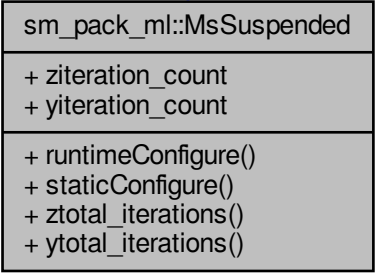 sm_pack_ml::MsSuspended
+ ziteration_count
+ yiteration_count
+ runtimeConfigure()
+ staticConfigure()
+ ztotal_iterations()
+ ytotal_iterations()